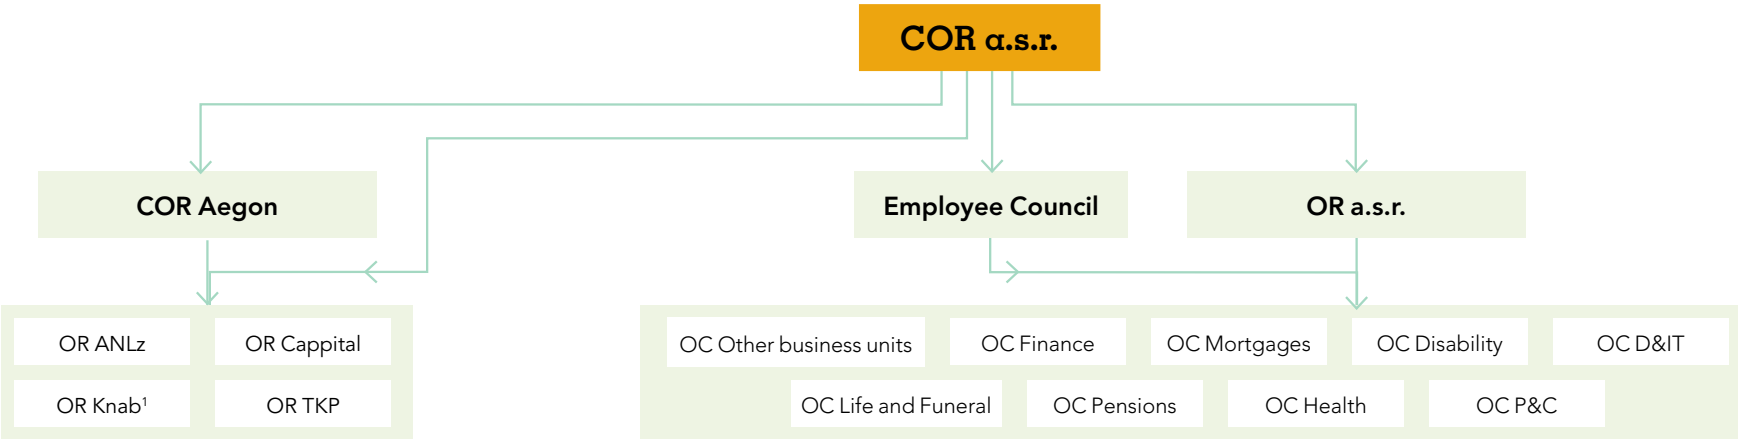 COR a.s.r.
COR Aegon
Employee Council
OR a.s.r.
OR ANLz
OR Cappital
OR Knab¹
OR TKP
OC Other business units
OC Finance
OC Mortgages
OC Disability
OC D&IT
OC Life and Funeral
OC Pensions
OC Health
OC P&C